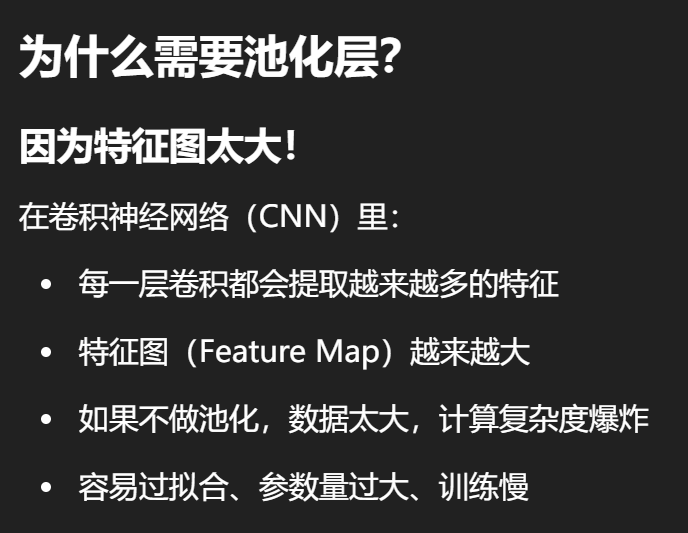 为什么需要池化层？
因为特征图太大！
在卷积神经网络（CNN）里：
• 每一层卷积都会提取越来越多的特征
• 特征图（Feature Map）越来越大
• 如果不做池化，数据太大，计算复杂度爆炸
• 容易过拟合、参数量过大、训练慢